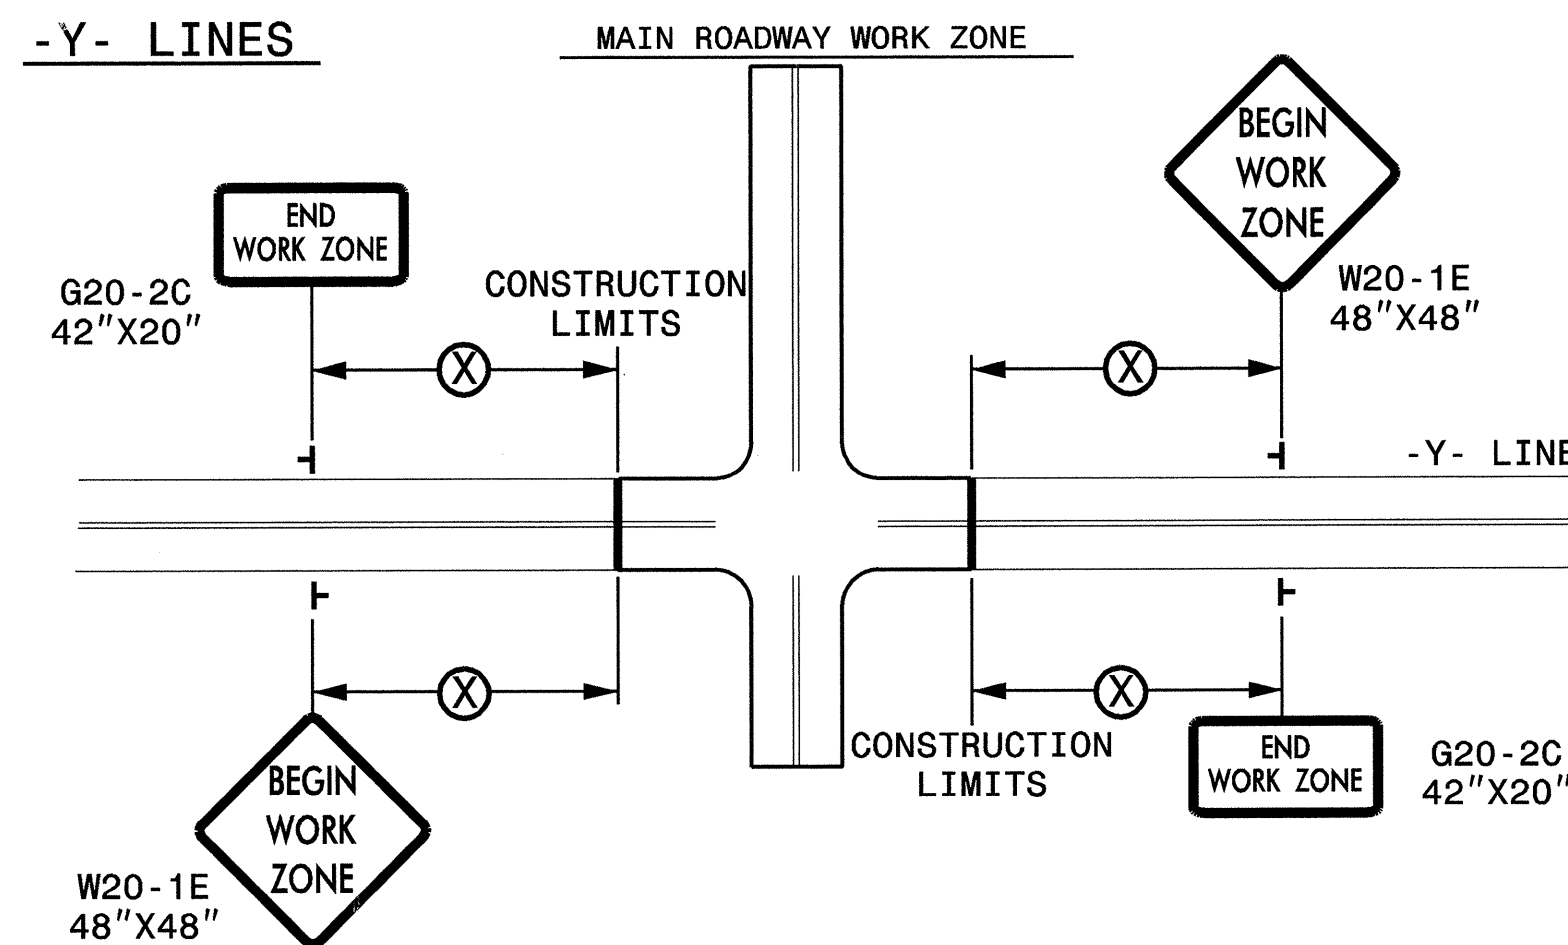 -Y- LINES
MAIN ROADWAY WORK ZONE
BEGIN
WORK
ZONE
END
WORK ZONE
G20-2C
42"X20"
CONSTRUCTION
LIMITS
W20-1E
48"X48"
X
X
-Y- LINE
X
X
CONSTRUCTION
LIMITS
END
WORK ZONE
G20-2C
42"X20"
BEGIN
WORK
ZONE
W20-1E
48"X48"